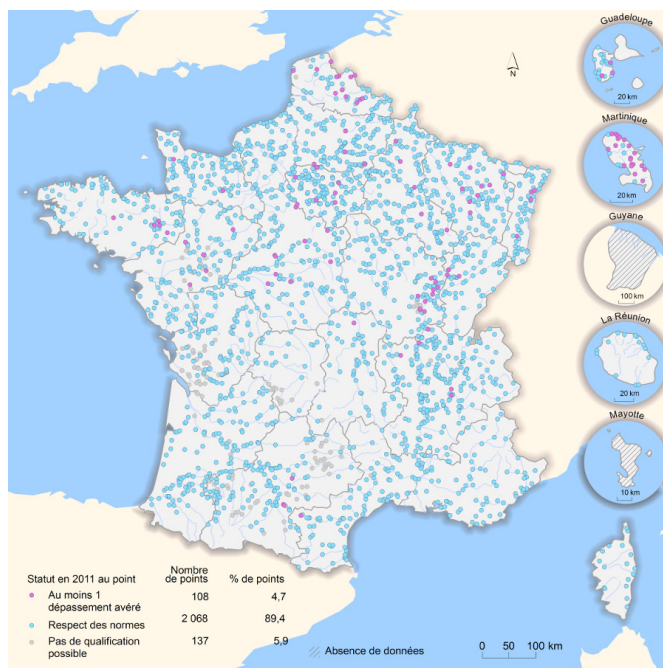 Guadeloupe
N
20 km
Martinique
20 km
Guyane
100 km
La Réunion
20 km
Mayotte
10 km
Statut en 2011 au point
Nombre de points
% de points
Au moins 1 dépassement avéré
108
4,7
Respect des normes
2 068
89,4
Pas de qualification possible
137
5,9
Absence de données
0 50 100 km